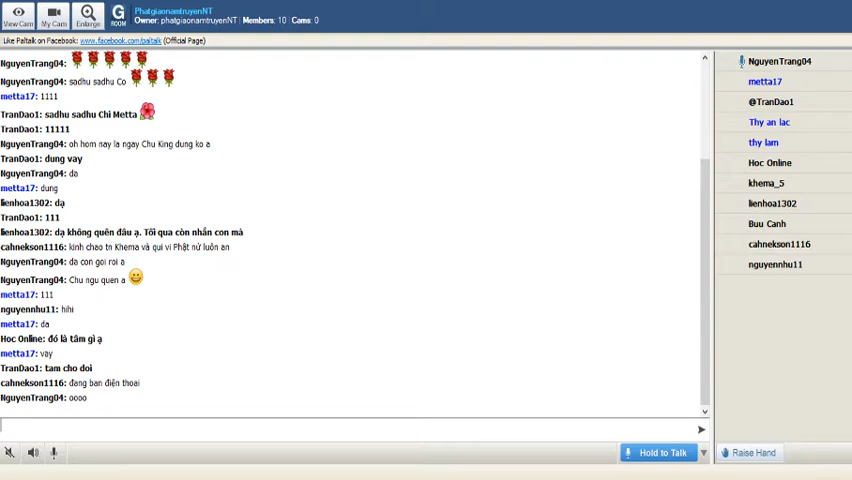 View Cam
My Cam
Enlarge
G
ROOM
PhatgiaonamtruyenNT
Owner: phatgiaonamtruyenNT | Members: 10 | Cams: 0
Like Paltalk on Facebook: www.facebook.com/paltalk (Official Page)
NguyenTrang04:
NguyenTrang04: sadhu sadhu Co
metta17: 1111
TranDao1: sadhu sadhu Chi Metta
TranDao1: 11111
NguyenTrang04: oh hom nay la ngay Chu King dung ko a
TranDao1: dung vay
NguyenTrang04: da
metta17: dung
lienhoa1302: dạ
TranDao1: 111
lienhoa1302: dạ không quên đâu ạ. Tối qua còn nhắn con mà
cahnekson1116: kinh chao tn Khema và qui vi Phật nử luôn an
NguyenTrang04: da con goi roi a
NguyenTrang04: Chu ngu quen a
metta17: 111
nguyennhu11: hihi
metta17: da
Hoc Online: đó là tâm gì ạ
metta17: vay
TranDao1: tam cho doi
cahnekson1116: đang ban điện thoai
NguyenTrang04: oooo
Hold to Talk
NguyenTrang04
metta17
@TranDao1
Thy an lac
thy lam
Hoc Online
khema_5
lienhoa1302
Buu Canh
cahnekson1116
nguyennhu11
Raise Hand